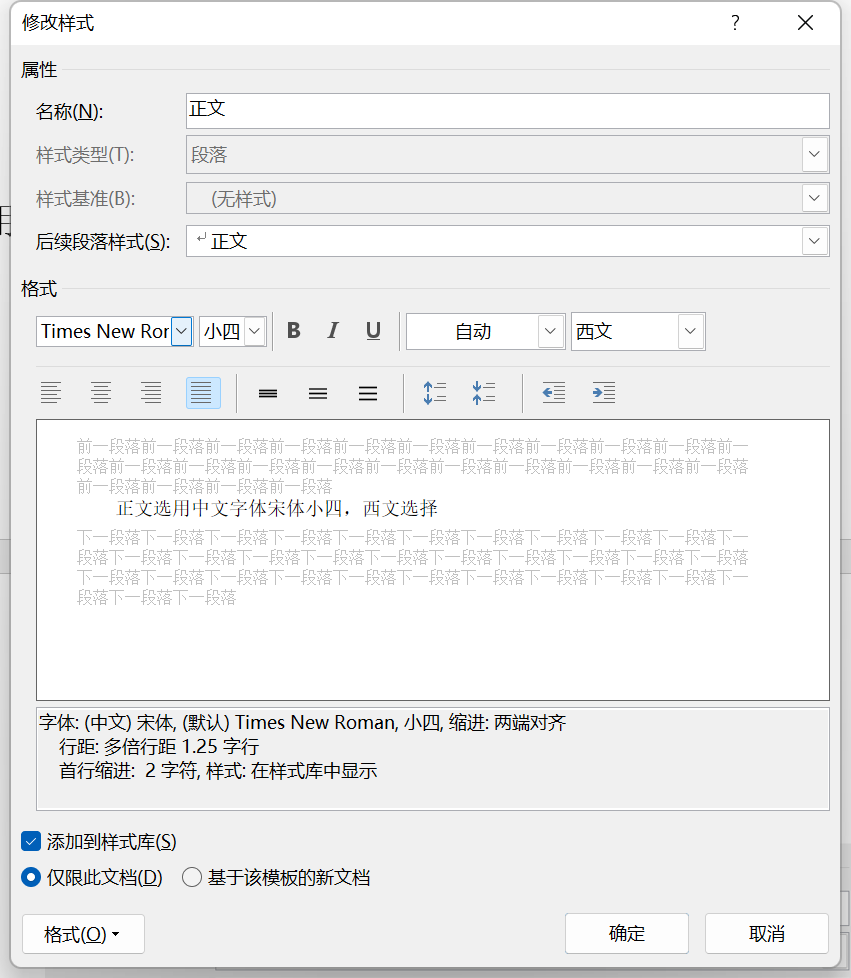 修改样式 ?
属性
名称(N): 正文
样式类型(T): 段落
样式基准(B): (无样式)
后续段落样式(S): 正文
格式
Times New Ror 小四 B I U 自动 西文
前一段落前一段落前一段落前一段落前一段落前一段落前一段落前一段落前一段落前一段落前一
段落前一段落前一段落前一段落前一段落前一段落前一段落前一段落前一段落前一段落前一段落
前一段落前一段落前一段落前一段落
正文选用中文字体宋体小四，西文选择
下一段落下一段落下一段落下一段落下一段落下一段落下一段落下一段落下一段落下一段落下一
段落下一段落下一段落下一段落下一段落下一段落下一段落下一段落下一段落下一段落下一段落
下一段落下一段落下一段落下一段落下一段落下一段落下一段落下一段落下一段落下一段落下一
段落下一段落下一段落
字体: (中文) 宋体, (默认) Times New Roman, 小四, 缩进: 两端对齐
行距: 多倍行距 1.25 字行
首行缩进: 2 字符, 样式: 在样式库中显示
添加到样式库(S)
仅限此文档(D) 基于该模板的新文档
格式(O) 确定 取消